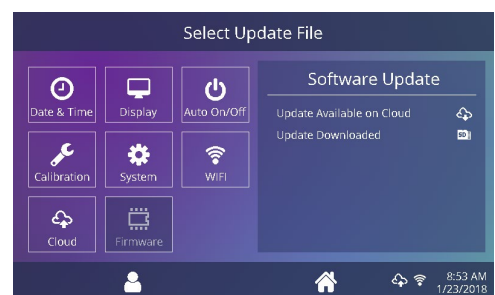 Select Update File
Date & Time
Display
Auto On/Off
Calibration
System
WIFI
Cloud
Firmware
Software Update
Update Available on Cloud
Update Downloaded
SD
8:53 AM
1/23/2018